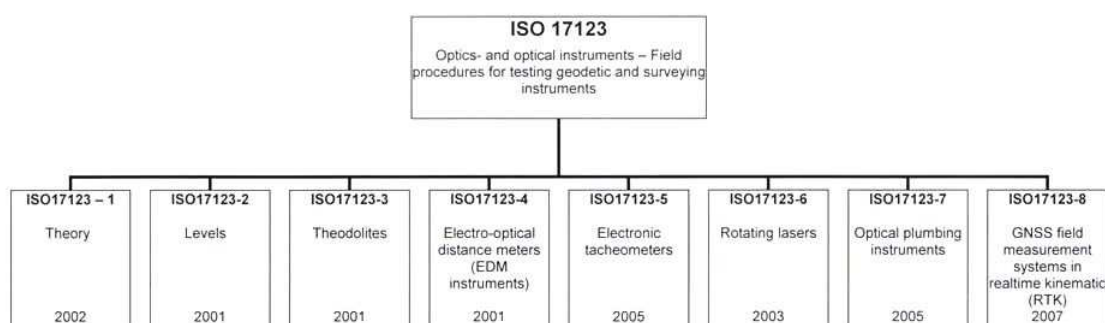 ISO 17123
Optics- and optical instruments – Field
procedures for testing geodetic and surveying
instruments
ISO17123 – 1
Theory
2002
ISO17123-2
Levels
2001
ISO17123-3
Theodolites
2001
ISO17123-4
Electro-optical
distance meters
(EDM
instruments)
2001
ISO17123-5
Electronic
tacheometers
2005
ISO17123-6
Rotating lasers
2003
ISO17123-7
Optical plumbing
instruments
2005
ISO17123-8
GNSS field
measurement
systems in
realtime kinematic
(RTK)
2007